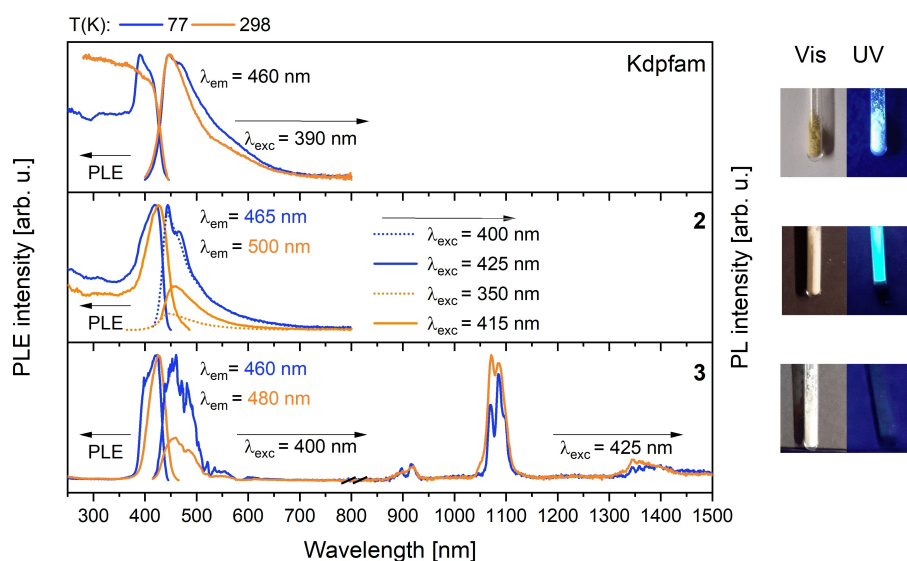 T(K): 77 298
Vis UV
Kdpfam
λem = 460 nm
λexc = 390 nm
PLE
2
λem = 465 nm
λem = 500 nm
λexc = 400 nm
λexc = 425 nm
λexc = 350 nm
λexc = 415 nm
PLE
3
λem = 460 nm
λem = 480 nm
λexc = 400 nm
λexc = 425 nm
PLE
300 400 500 600 700 800 900 1000 1100 1200 1300 1400 1500
Wavelength [nm]
PLE intensity [arb. u.]
PL intensity [arb. u.]